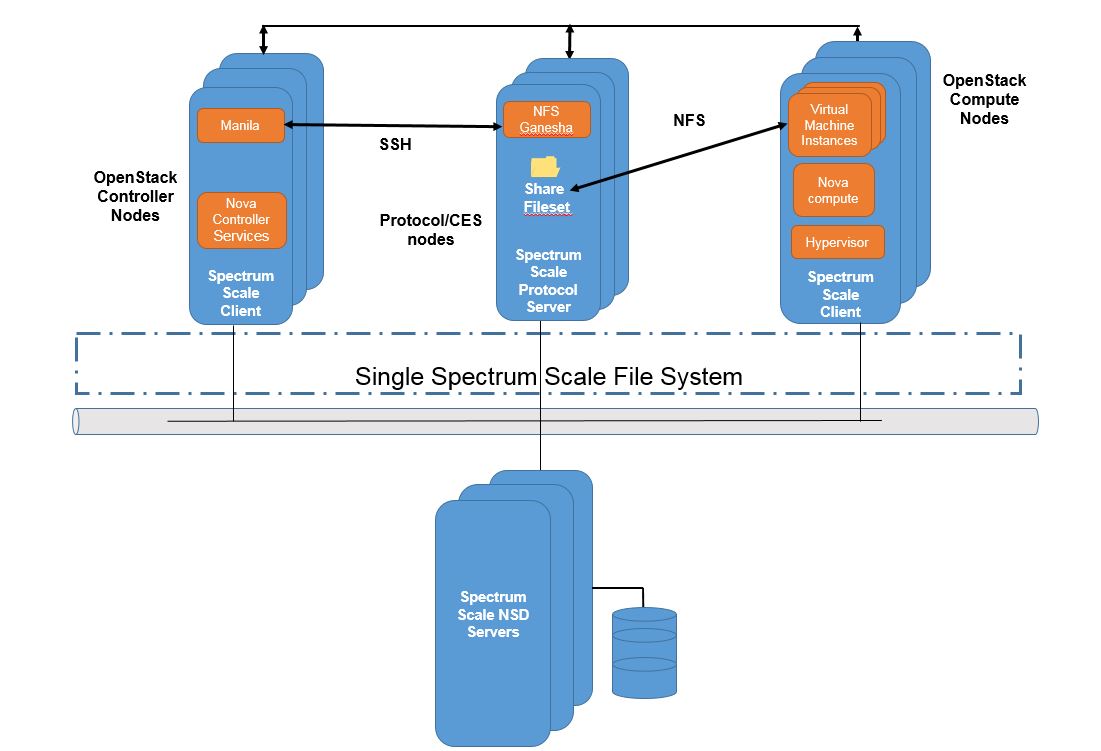 OpenStack
Controller
Nodes
Manila
Nova
Controller
Services
Spectrum
Scale
Client
SSH
Protocol/CES
nodes
NFS
Ganesha
Share
Fileset
Spectrum
Scale
Protocol
Server
NFS
Virtual
Machine
Instances
Nova
compute
Hypervisor
Spectrum
Scale
Client
OpenStack
Compute
Nodes
Single Spectrum Scale File System
Spectrum
Scale NSD
Servers